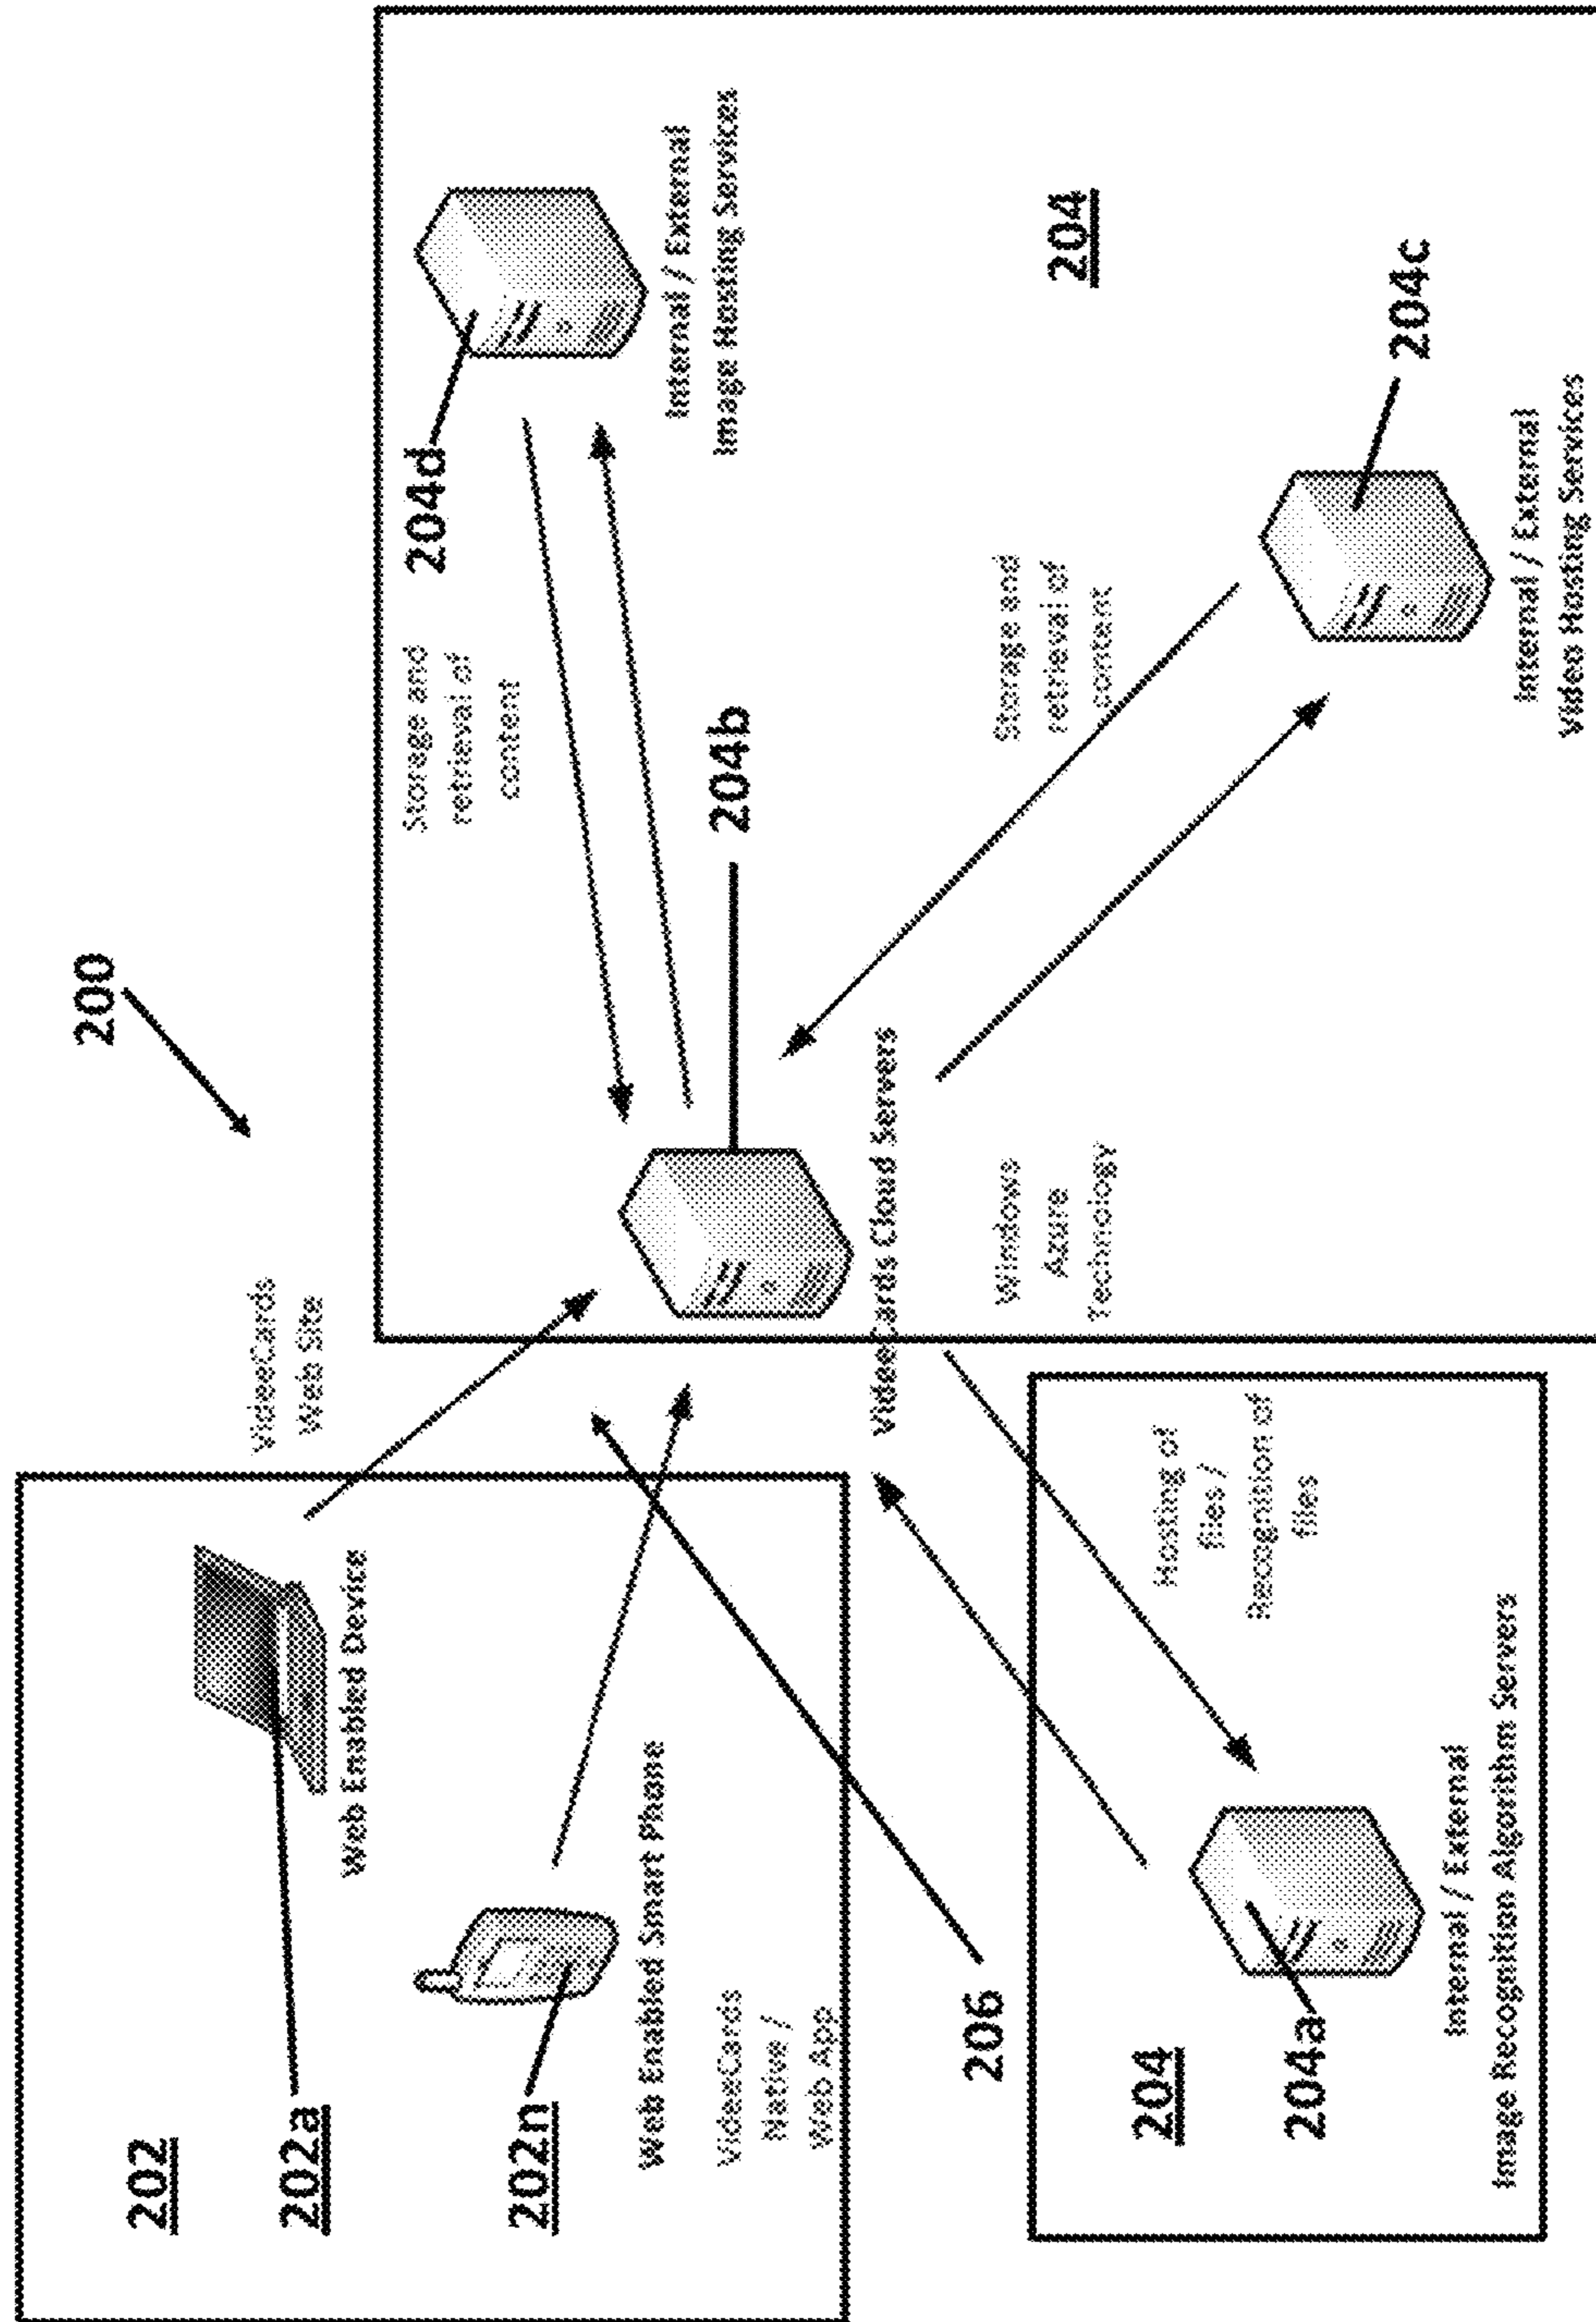 200
202
202a
Web Enabled Device
202n
Web Enabled Smart Phone
VideeCards
Native /
Web App
VideeCards
Web Site
206
204b
VideeCards Cloud Servers
Windows
Azure
Technology
Storage and
retrieval of
content
204d
Internal / External
Image Hosting Services
204
Storage and
retrieval of
content
204c
Internal / External
Video Hosting Services
204
204a
Hosting of
files /
Recognition of
files
Internal / External
Image Recognition Algorithm Servers